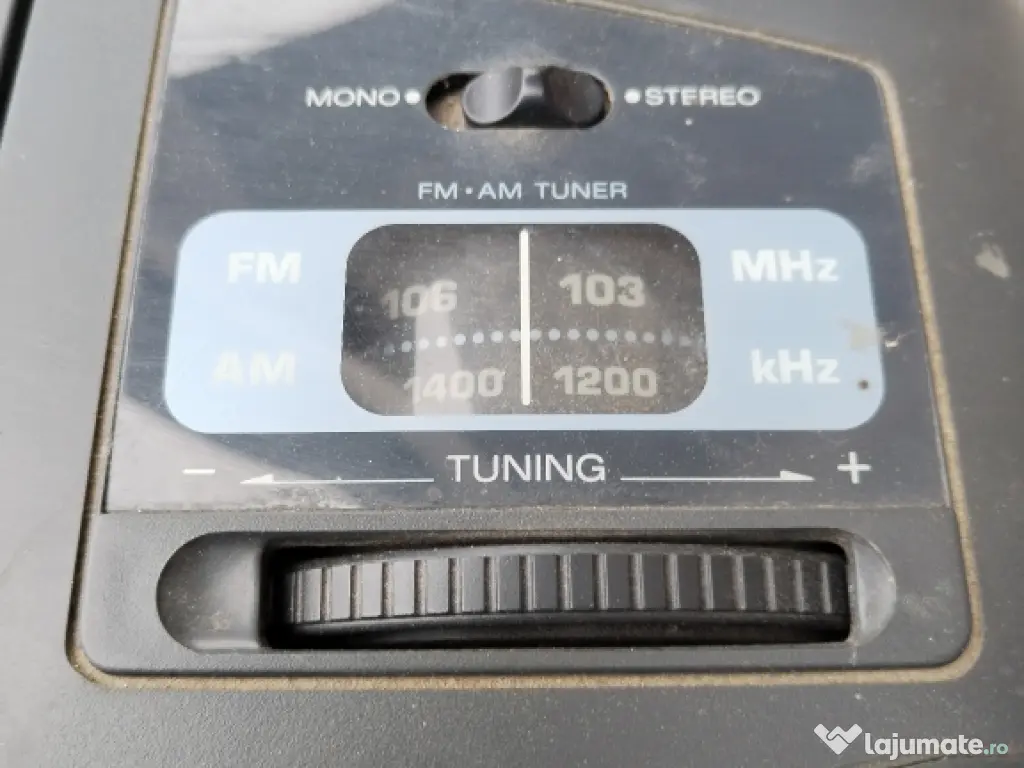 MONO • • STEREO
FM • AM TUNER
FM 106 103 MHz
AM 1400 1200 kHz
− TUNING +
lajumate.ro